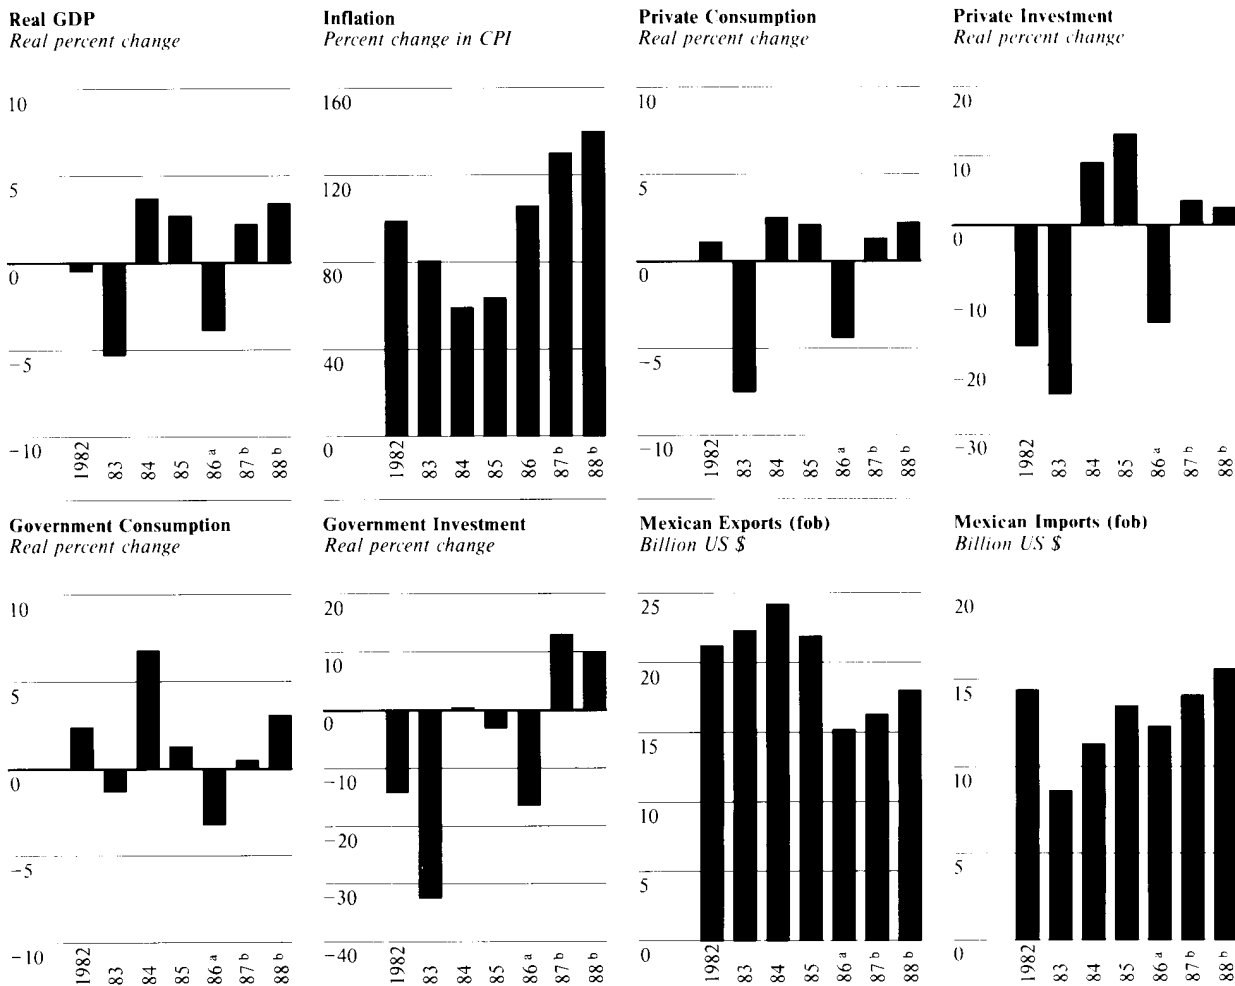 Real GDP
Real percent change
10
5
0
−5
−10
1982
83
84
85
86 a
87 b
88 b
Inflation
Percent change in CPI
160
120
80
40
0
1982
83
84
85
86 a
87 b
88 b
Private Consumption
Real percent change
10
5
0
−5
−10
1982
83
84
85
86 a
87 b
88 b
Private Investment
Real percent change
20
10
0
−10
−20
−30
1982
83
84
85
86 a
87 b
88 b
Government Consumption
Real percent change
10
5
0
−5
−10
1982
83
84
85
86 a
87 b
88 b
Government Investment
Real percent change
20
10
0
−10
−20
−30
−40
1982
83
84
85
86 a
87 b
88 b
Mexican Exports (fob)
Billion US $
25
20
15
10
5
0
1982
83
84
85
86 a
87 b
88 b
Mexican Imports (fob)
Billion US $
20
15
10
5
0
1982
83
84
85
86 a
87 b
88 b